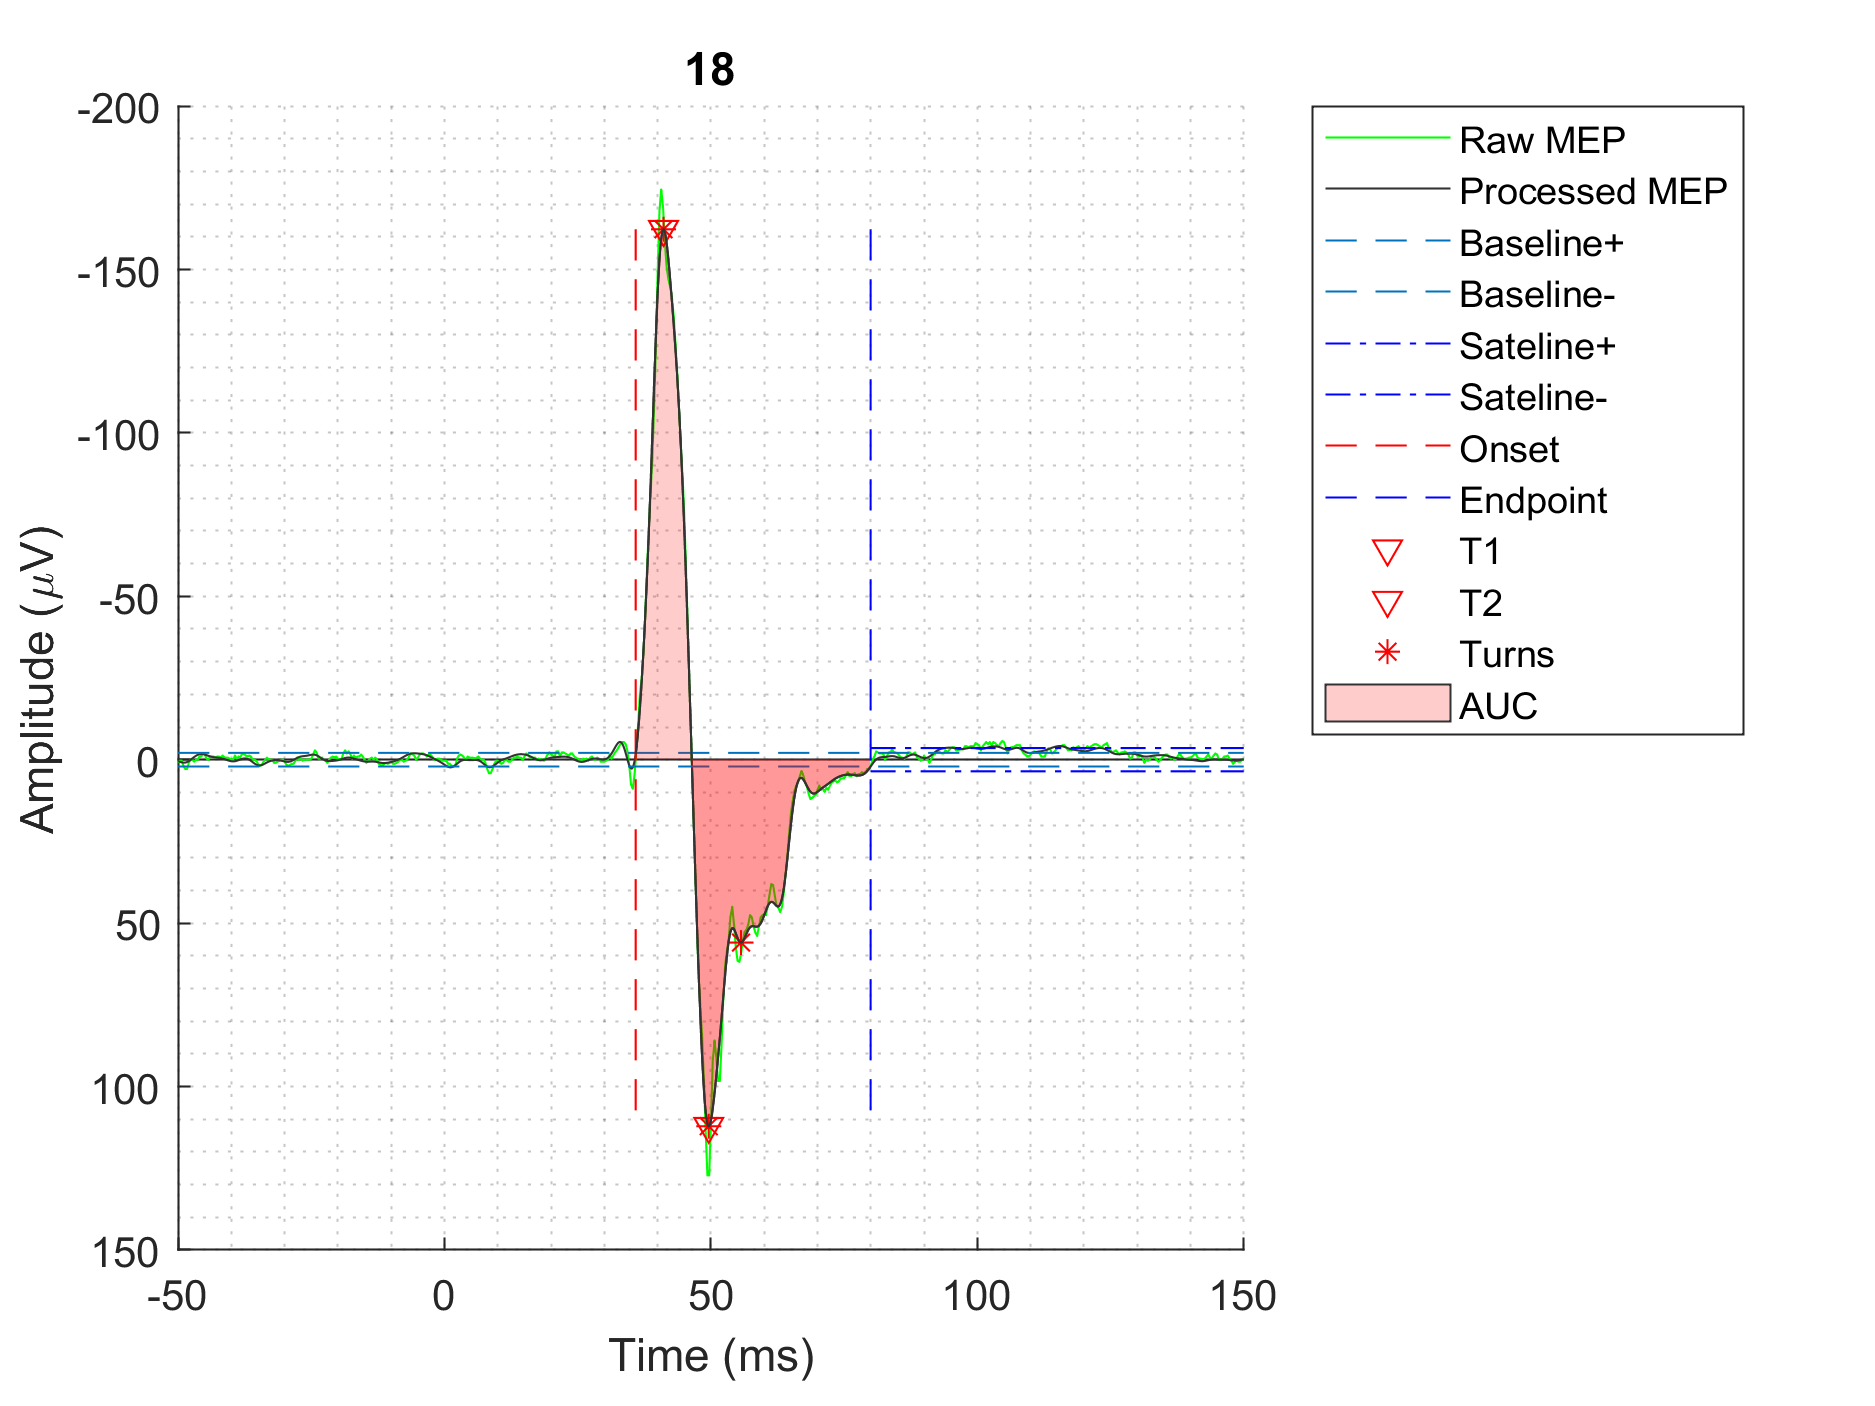 18
-200
-150
-100
-50
0
50
100
150
-50
0
50
100
150
Amplitude (μV)
Time (ms)
Raw MEP
Processed MEP
Baseline+
Baseline-
Sateline+
Sateline-
Onset
Endpoint
T1
T2
Turns
AUC